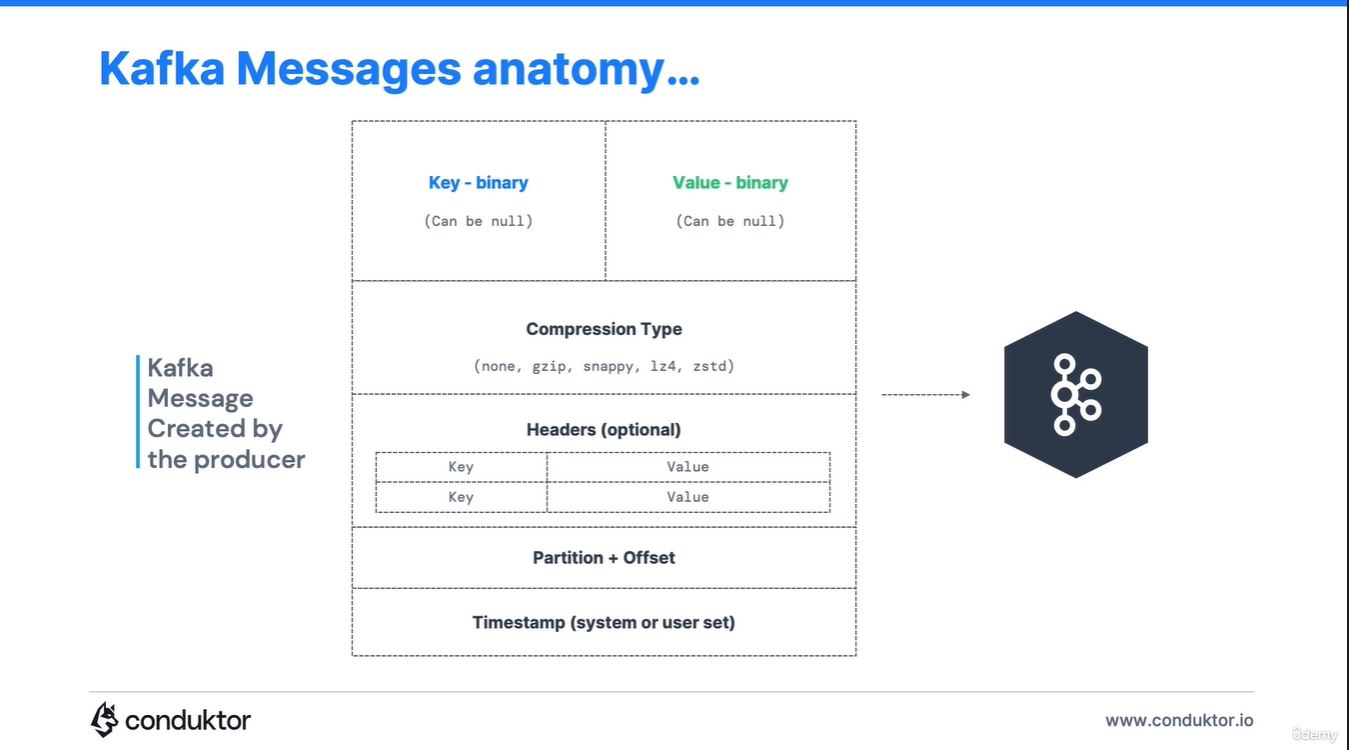 Kafka Messages anatomy...
Key - binary
(Can be null)
Value - binary
(Can be null)
Compression Type
(none, gzip, snappy, lz4, zstd)
Kafka
Message
Created by
the producer
Headers (optional)
Key Value
Key Value
Partition + Offset
Timestamp (system or user set)
conduktor
www.conduktor.io
ûdemy